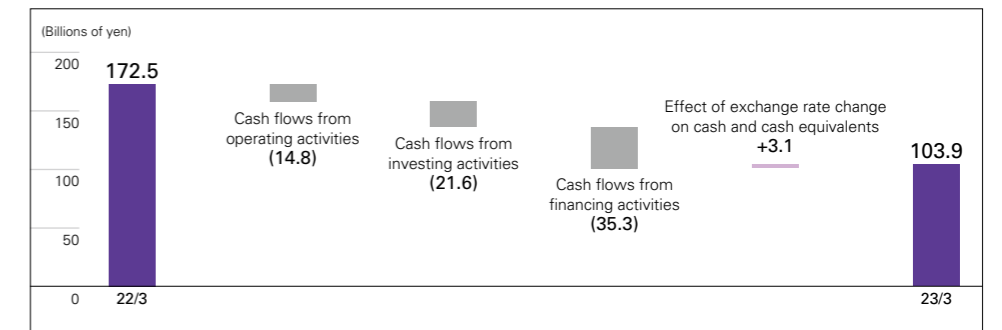 (Billions of yen)
200
150
100
50
0
172.5
22/3
Cash flows from
operating activities
(14.8)
Cash flows from
investing activities
(21.6)
Cash flows from
financing activities
(35.3)
Effect of exchange rate change
on cash and cash equivalents
+3.1
103.9
23/3